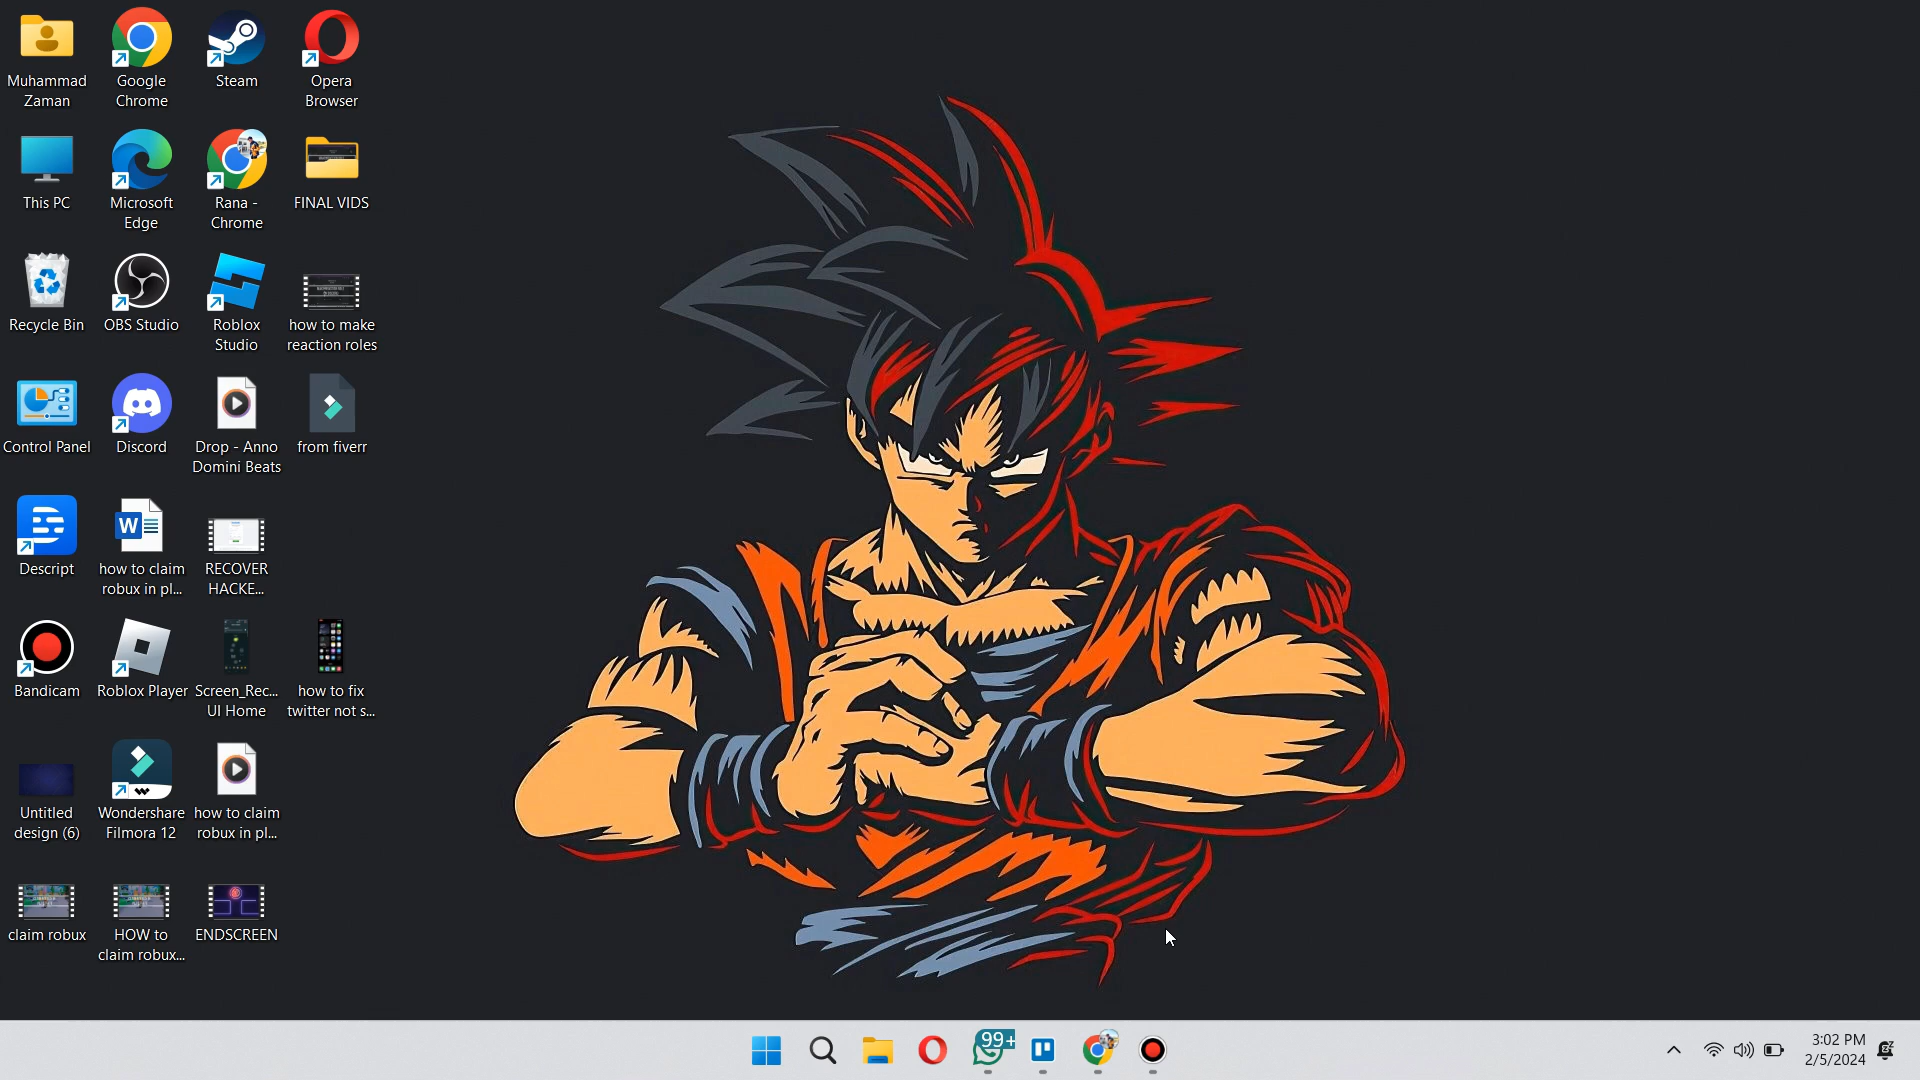 Muhammad
Zaman
Google
Chrome
Steam
Opera
Browser
This PC
Microsoft
Edge
Rana -
Chrome
FINAL VIDS
Recycle Bin
OBS Studio
Roblox
Studio
how to make
reaction roles
Control Panel
Discord
Drop - Anno
Domini Beats
from fiverr
Descript
how to claim
robux in pl...
RECOVER
HACKE...
Bandicam
Roblox Player
Screen_Rec...
UI Home
how to fix
twitter not s...
Untitled
design (6)
Wondershare
Filmora 12
how to claim
robux in pl...
claim robux
HOW to
claim robux...
ENDSCREEN
99+
3:02 PM
2/5/2024